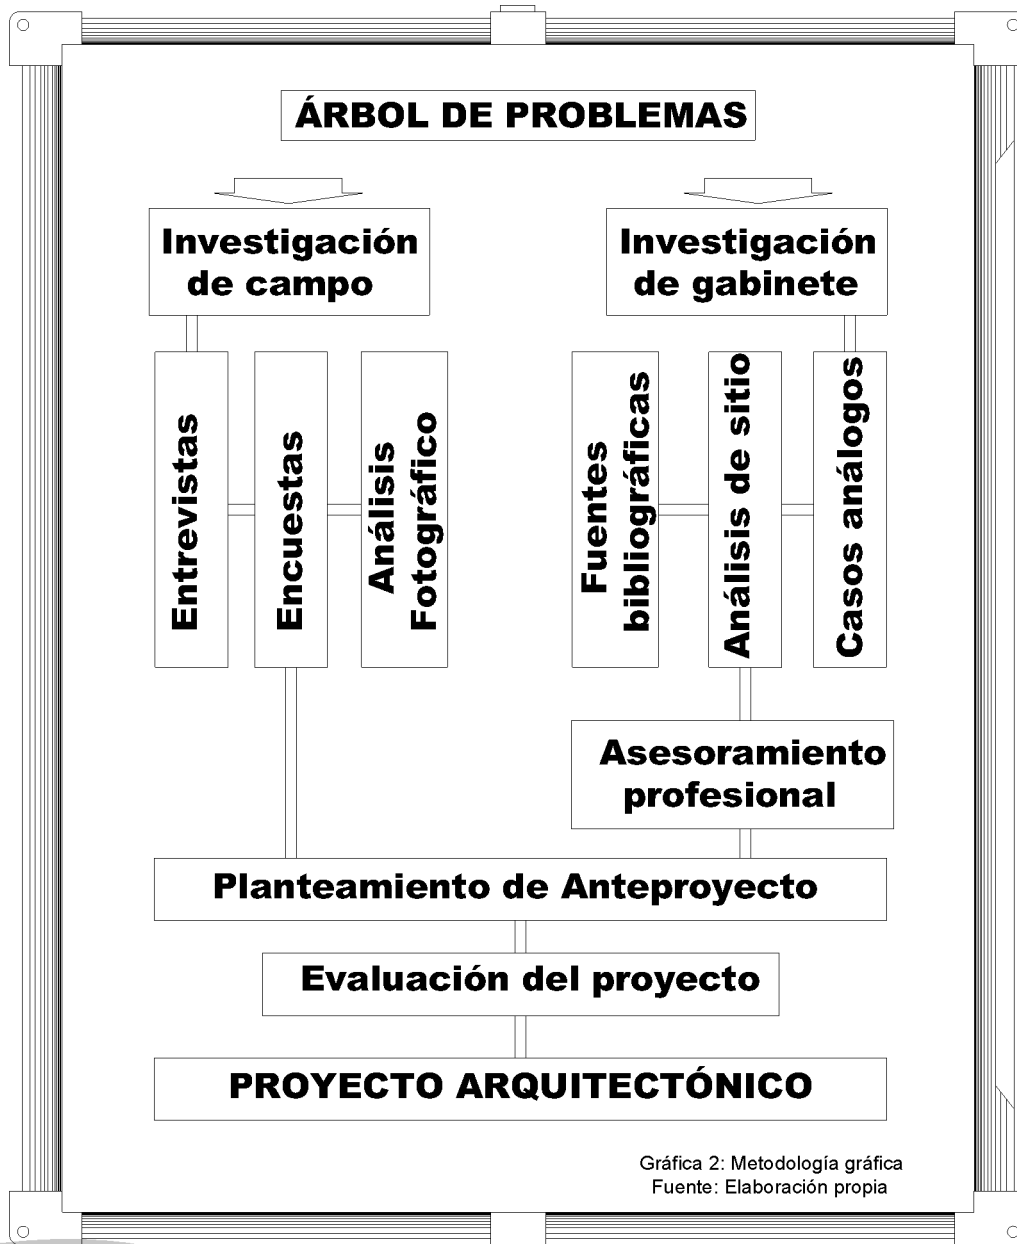 ÁRBOL DE PROBLEMAS
Investigación
de campo
Investigación
de gabinete
Entrevistas
Encuestas
Análisis
Fotográfico
Fuentes
bibliográficas
Análisis de sitio
Casos análogos
Asesoramiento
profesional
Planteamiento de Anteproyecto
Evaluación del proyecto
PROYECTO ARQUITECTÓNICO
Gráfica 2: Metodología gráfica
Fuente: Elaboración propia